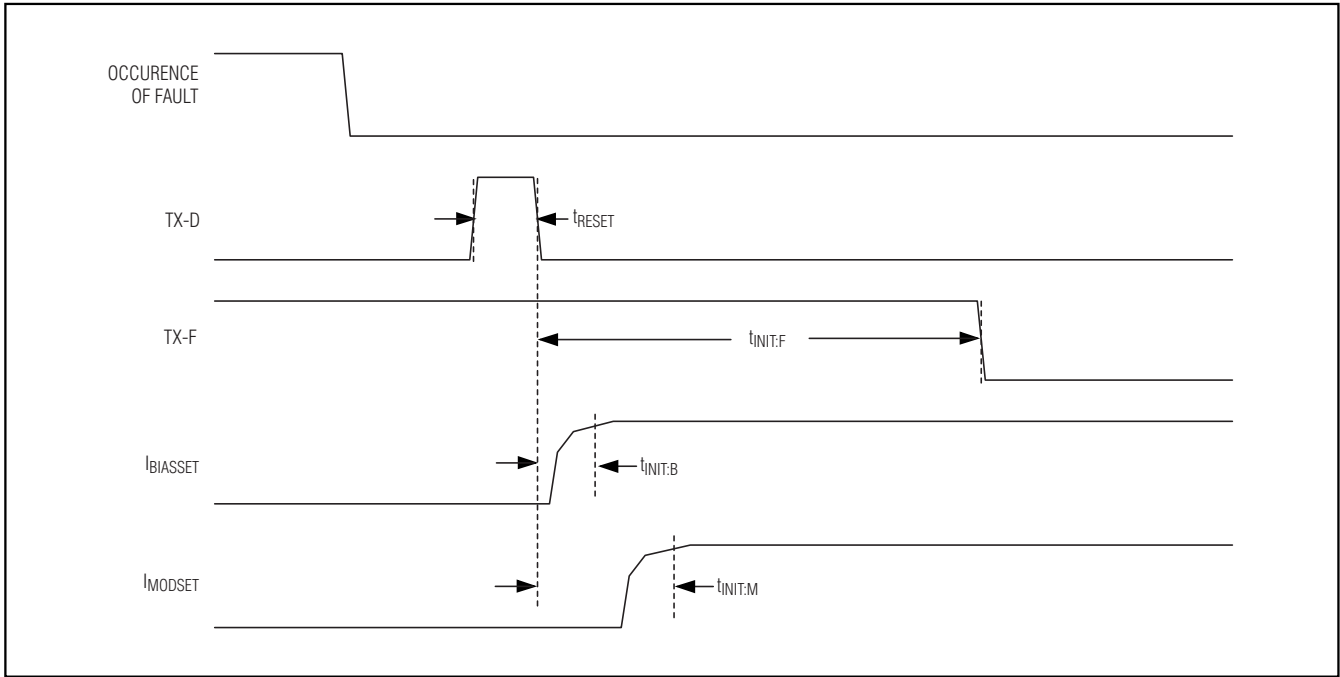 OCCURENCE
OF FAULT
TX-D
tRESET
TX-F
tINIT:F
IBIASSET
tINIT:B
IMODSET
tINIT:M